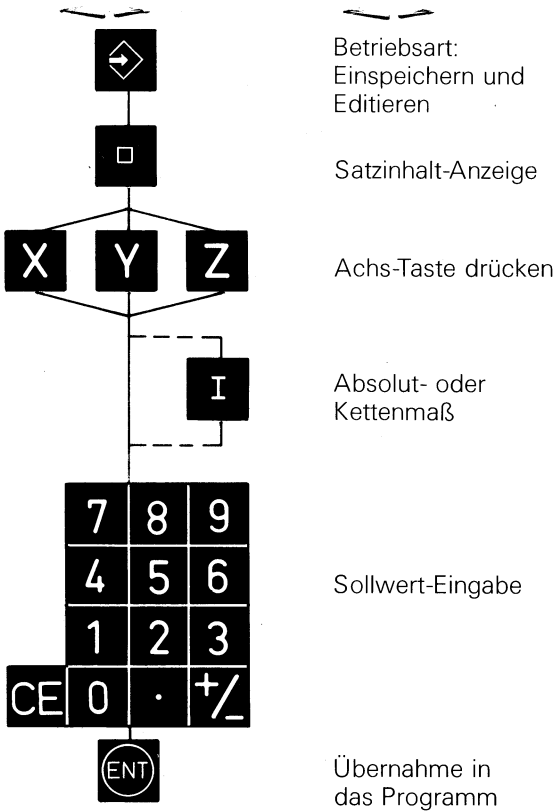 Betriebsart:
Einspeichern und
Editieren
Satzinhalt-Anzeige
X Y Z
Achs-Taste drücken
I
Absolut- oder
Kettenmaß
7 8 9
4 5 6
Sollwert-Eingabe
1 2 3
CE 0 . +/-
ENT
Übernahme in
das Programm